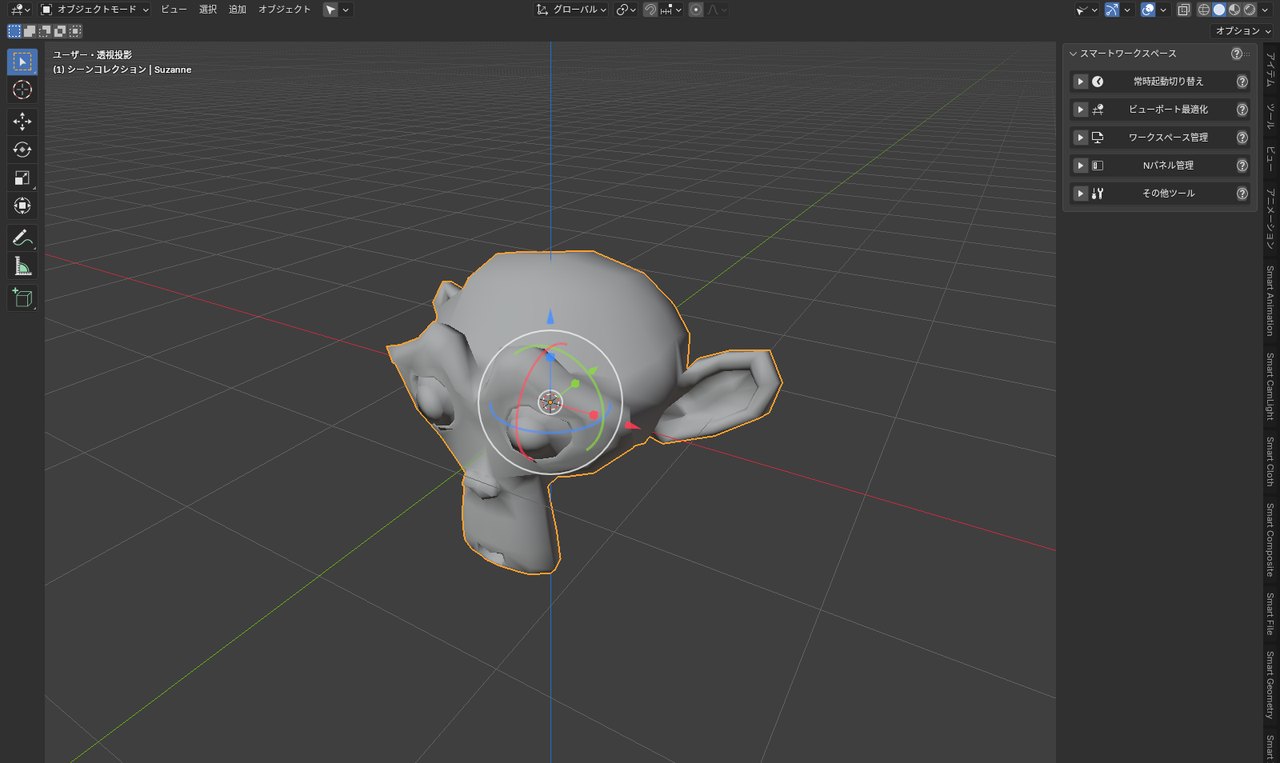 オブジェクトモード ビュー 選択 追加 オブジェクト グローバル
オプション
ユーザー・透視投影
(1) シーンコレクション | Suzanne
スマートワークスペース
常時起動切り替え
ビューポート最適化
ワークスペース管理
Nパネル管理
その他ツール
アイテム
ツール
ビュー
アニメーション
Smart Animation
Smart CamLight
Smart Cloth
Smart Composite
Smart File
Smart Geometry
Smart